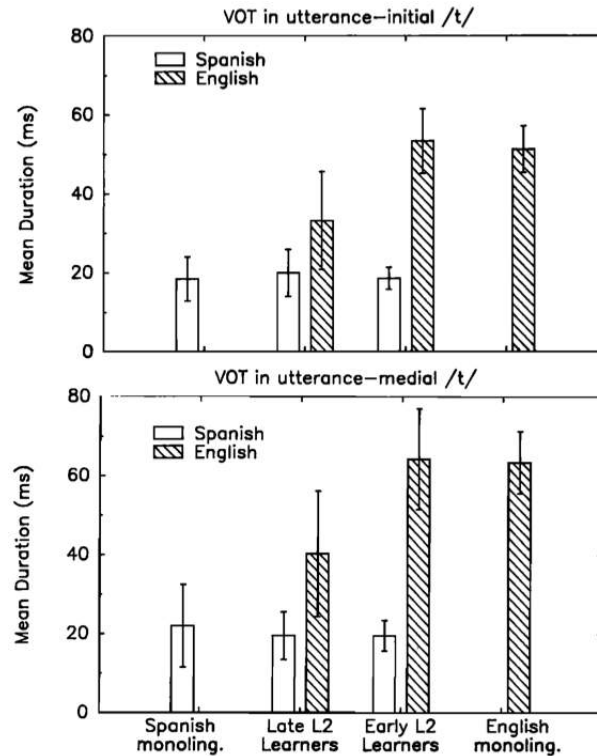 VOT in utterance-initial /t/
80
60
40
20
0
Mean Duration (ms)
Spanish
English
VOT in utterance-medial /t/
80
60
40
20
0
Mean Duration (ms)
Spanish
English
Spanish
monoling.
Late L2
Learners
Early L2
Learners
English
monoling.